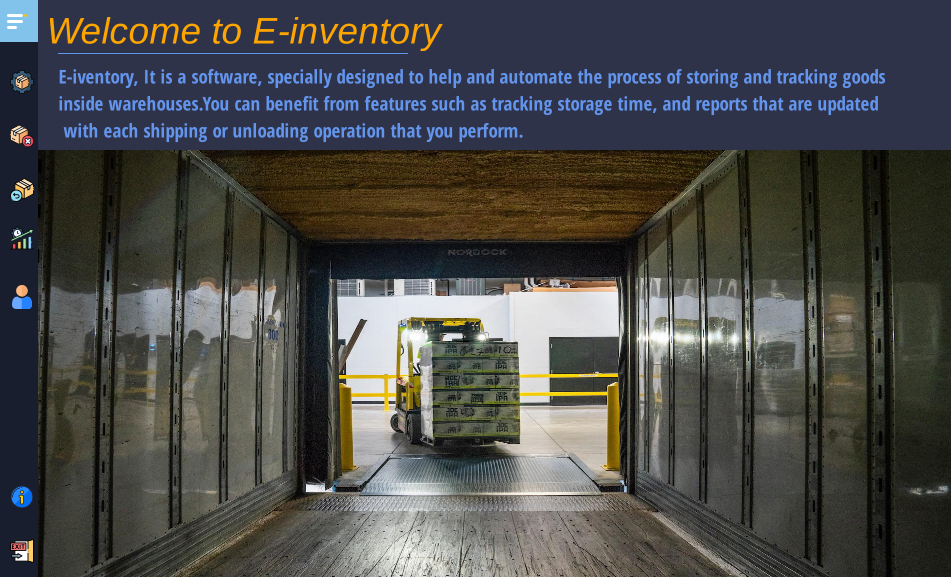 Welcome to E-inventory
E-iventory, It is a software, specially designed to help and automate the process of storing and tracking goods
inside warehouses.You can benefit from features such as tracking storage time, and reports that are updated
with each shipping or unloading operation that you perform.
NORDOCK
EXIT